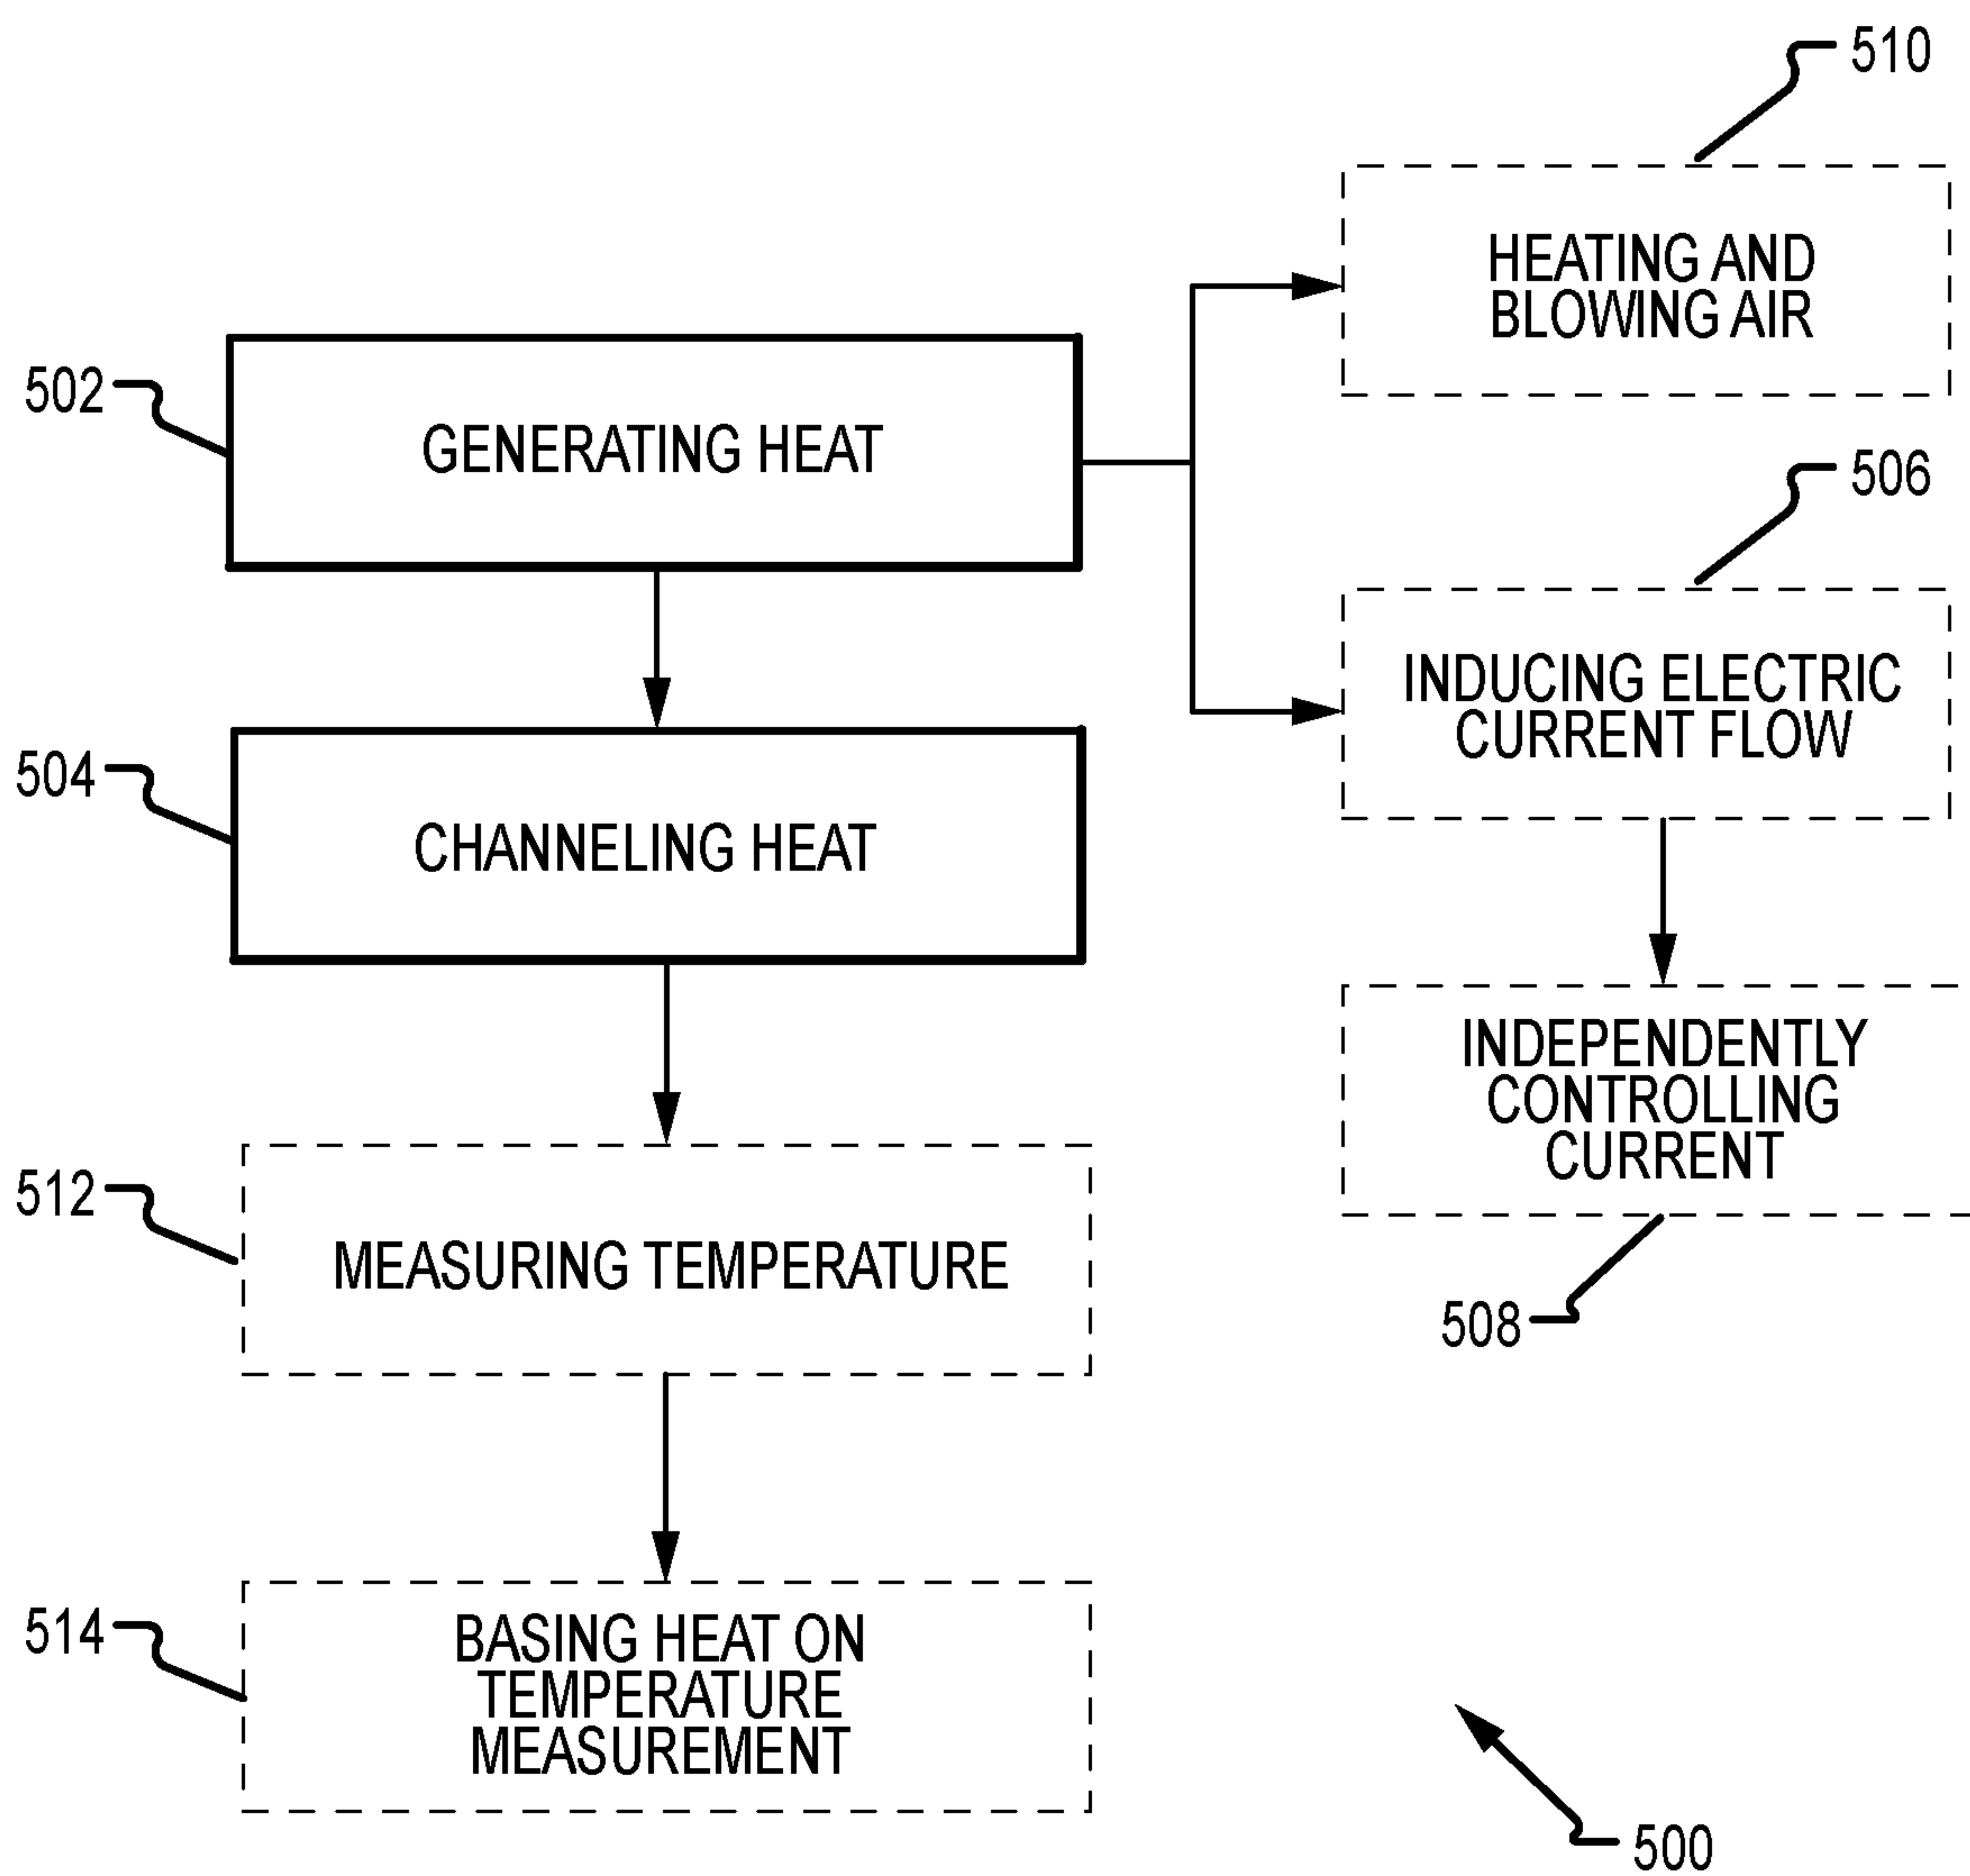 510
HEATING AND
BLOWING AIR
502
GENERATING HEAT
506
INDUCING ELECTRIC
CURRENT FLOW
504
CHANNELING HEAT
INDEPENDENTLY
CONTROLLING
CURRENT
512
MEASURING TEMPERATURE
508
514
BASING HEAT ON
TEMPERATURE
MEASUREMENT
500